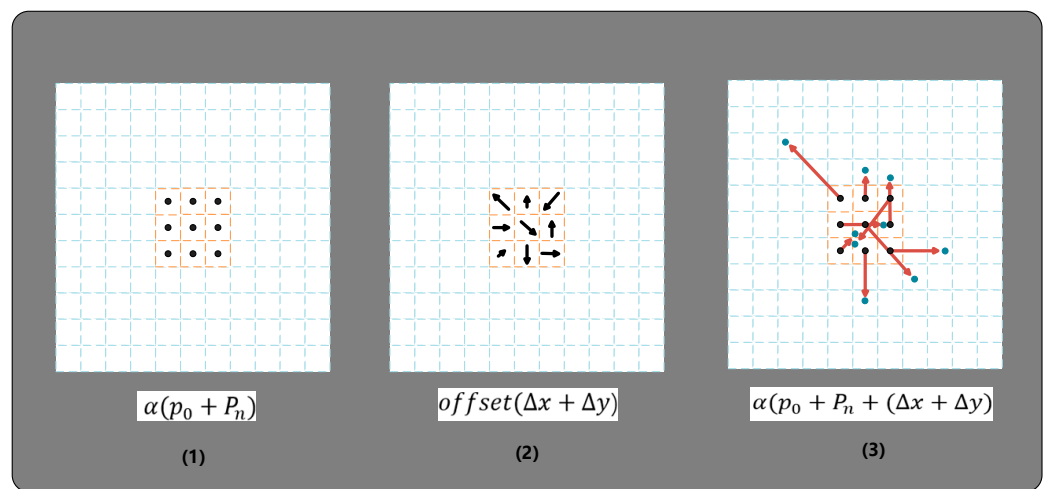 α(p₀ + Pₙ)
offset(Δx + Δy)
α(p₀ + Pₙ + (Δx + Δy)
(1)
(2)
(3)